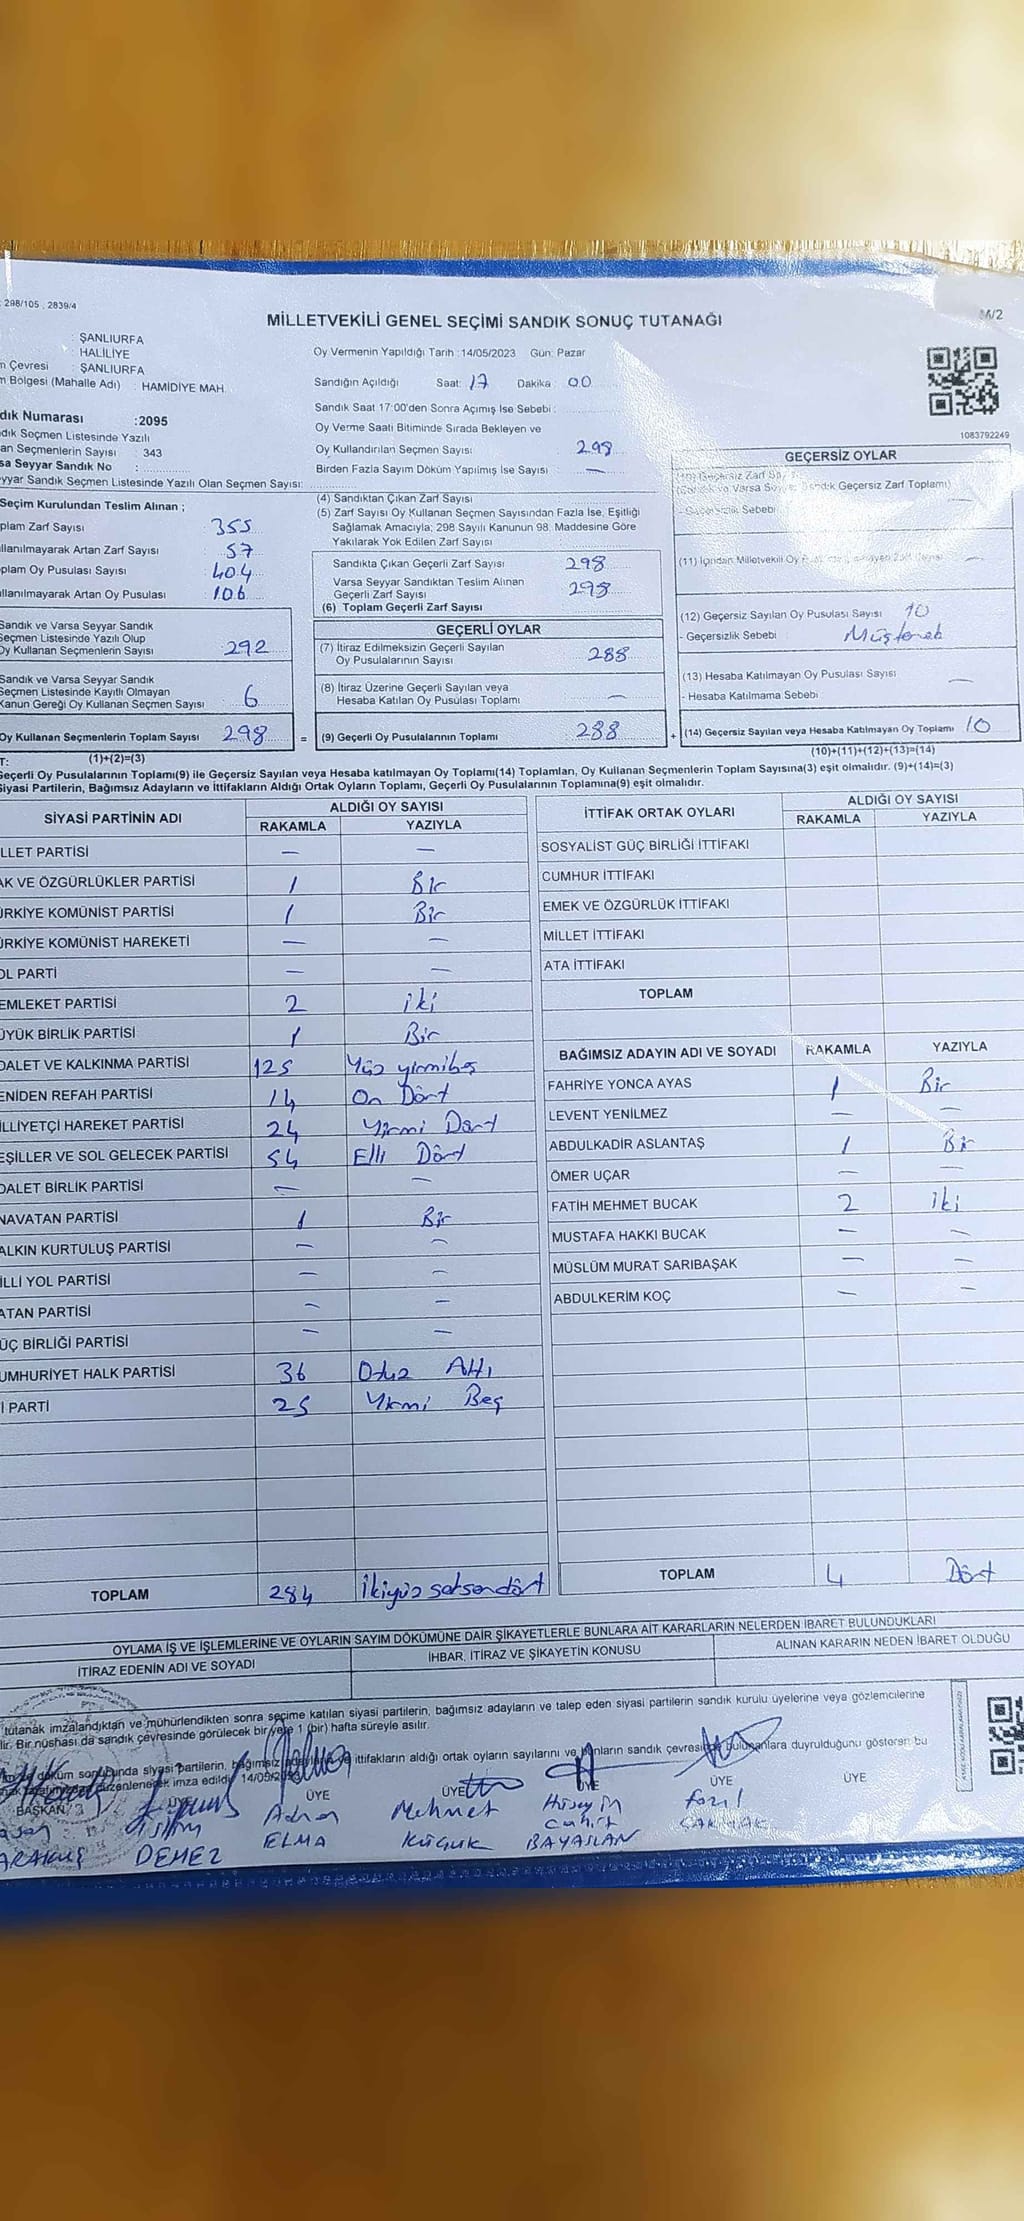 298/105 , 2839/4
M/2
MİLLETVEKİLİ GENEL SEÇİMİ SANDIK SONUÇ TUTANAĞI
: ŞANLIURFA
: HALİLİYE
m Çevresi : ŞANLIURFA
m Bölgesi (Mahalle Adı) : HAMİDİYE MAH.
dık Numarası :2095
dık Seçmen Listesinde Yazılı
an Seçmenlerin Sayısı : 343
sa Seyyar Sandık No :
yyar Sandık Seçmen Listesinde Yazılı Olan Seçmen Sayısı:
Oy Vermenin Yapıldığı Tarih :14/05/2023 Gün: Pazar
Sandığın Açıldığı Saat: 17 Dakika 00
Sandık Saat 17:00'den Sonra Açımış İse Sebebi :
Oy Verme Saati Bitiminde Sırada Bekleyen ve
Oy Kullandırılan Seçmen Sayısı 298
Birden Fazla Sayım Döküm Yapılmış İse Sayısı : —
1083792249
Seçim Kurulundan Teslim Alınan ;
plam Zarf Sayısı 355
llanılmayarak Artan Zarf Sayısı : 57
plam Oy Pusulası Sayısı 404
llanılmayarak Artan Oy Pusulası : 106
Sandık ve Varsa Seyyar Sandık
Seçmen Listesinde Yazılı Olup
Oy Kullanan Seçmenlerin Sayısı 292
Sandık ve Varsa Seyyar Sandık
Seçmen Listesinde Kayıtlı Olmayan
Kanun Gereği Oy Kullanan Seçmen Sayısı 6
Oy Kullanan Seçmenlerin Toplam Sayısı 298 =
(1)+(2)=(3)
(4) Sandıktan Çıkan Zarf Sayısı
(5) Zarf Sayısı Oy Kullanan Seçmen Sayısından Fazla İse, Eşitliği
Sağlamak Amacıyla; 298 Sayılı Kanunun 98. Maddesine Göre
Yakılarak Yok Edilen Zarf Sayısı
Sandıkta Çıkan Geçerli Zarf Sayısı 298
Varsa Seyyar Sandıktan Teslim Alınan
Geçerli Zarf Sayısı 298
(6) Toplam Geçerli Zarf Sayısı
GEÇERLİ OYLAR
(7) İtiraz Edilmeksizin Geçerli Sayılan
Oy Pusulalarının Sayısı 288
(8) İtiraz Üzerine Geçerli Sayılan veya
Hesaba Katılan Oy Pusulası Toplamı —
(9) Geçerli Oy Pusulalarının Toplamı 288 +
GEÇERSİZ OYLAR
Geçersiz Zarf Toplamı)
- Geçersizlik Sebebi
(11) İçinden Milletvekili Oy —
(12) Geçersiz Sayılan Oy Pusulası Sayısı : 10
- Geçersizlik Sebebi :
(13) Hesaba Katılmayan Oy Pusulası Sayısı —
- Hesaba Katılmama Sebebi
(14) Geçersiz Sayılan veya Hesaba Katılmayan Oy Toplamı 10
(10)+(11)+(12)+(13)=(14)
T:
Geçerli Oy Pusulalarının Toplamı(9) ile Geçersiz Sayılan veya Hesaba katılmayan Oy Toplamı(14) Toplamları, Oy Kullanan Seçmenlerin Toplam Sayısına(3) eşit olmalıdır. (9)+(14)=(3)
Siyasi Partilerin, Bağımsız Adayların ve İttifakların Aldığı Ortak Oyların Toplamı, Geçerli Oy Pusulalarının Toplamına(9) eşit olmalıdır.
SİYASİ PARTİNİN ADI ALDIĞI OY SAYISI
RAKAMLA YAZIYLA
LLET PARTİSİ — —
AK VE ÖZGÜRLÜKLER PARTİSİ 1 Bir
ÜRKİYE KOMÜNİST PARTİSİ 1 Bir
ÜRKİYE KOMÜNİST HAREKETİ — —
OL PARTİ — —
EMLEKET PARTİSİ 2 iki
ÜYÜK BİRLİK PARTİSİ 1 Bir
DALET VE KALKINMA PARTİSİ 125 Yüz yirmibeş
ENİDEN REFAH PARTİSİ 14 On Dört
İLLİYETÇİ HAREKET PARTİSİ 24 Yirmi Dört
EŞİLLER VE SOL GELECEK PARTİSİ 54 Elli Dört
DALET BİRLİK PARTİSİ — —
NAVATAN PARTİSİ 1 Bir
ALKIN KURTULUŞ PARTİSİ — —
İLLİ YOL PARTİSİ — —
ATAN PARTİSİ — —
ÜÇ BİRLİĞİ PARTİSİ — —
UMHURİYET HALK PARTİSİ 36 Otuz Altı
İ PARTİ 25 Yirmi Beş
TOPLAM 284 İkiyüz seksendört
İTTİFAK ORTAK OYLARI ALDIĞI OY SAYISI
RAKAMLA YAZIYLA
SOSYALİST GÜÇ BİRLİĞİ İTTİFAKI
CUMHUR İTTİFAKI
EMEK VE ÖZGÜRLÜK İTTİFAKI
MİLLET İTTİFAKI
ATA İTTİFAKI
TOPLAM
BAĞIMSIZ ADAYIN ADI VE SOYADI RAKAMLA YAZIYLA
FAHRİYE YONCA AYAS 1 Bir
LEVENT YENİLMEZ — —
ABDULKADİR ASLANTAŞ 1 Bir
ÖMER UÇAR — —
FATİH MEHMET BUCAK 2 iki
MUSTAFA HAKKI BUCAK — —
MÜSLÜM MURAT SARIBAŞAK — —
ABDULKERİM KOÇ — —
TOPLAM 4 Dört
OYLAMA İŞ VE İŞLEMLERİNE VE OYLARIN SAYIM DÖKÜMÜNE DAİR ŞİKAYETLERLE BUNLARA AİT KARARLARIN NELERDEN İBARET BULUNDUKLARI
İTİRAZ EDENİN ADI VE SOYADI İHBAR, İTİRAZ VE ŞİKAYETİN KONUSU ALINAN KARARIN NEDEN İBARET OLDUĞU
tutanak imzalandıktan ve mühürlendikten sonra seçime katılan siyasi partilerin, bağımsız adayların ve talep eden siyasi partilerin sandık kurulu üyelerine veya gözlemcilerine
lir. Bir nüshası da sandık çevresinde görülecek bir yere 1 (bir) hafta süreyle asılır.
döküm sonucunda siyasi partilerin, bağımsız adayların ve ittifakların aldığı ortak oyların sayılarını ve bunların sandık çevresinde bulunanlara duyrulduğunu gösteren bu
düzenlenerek imza edildi. 14/05/2023
BAŞKAN ÜYE ÜYE ÜYE ÜYE ÜYE ÜYE
Mehmet Hüseyin Fazıl
Cahit
DEMEZ ELMA Küçük BAYASLAN